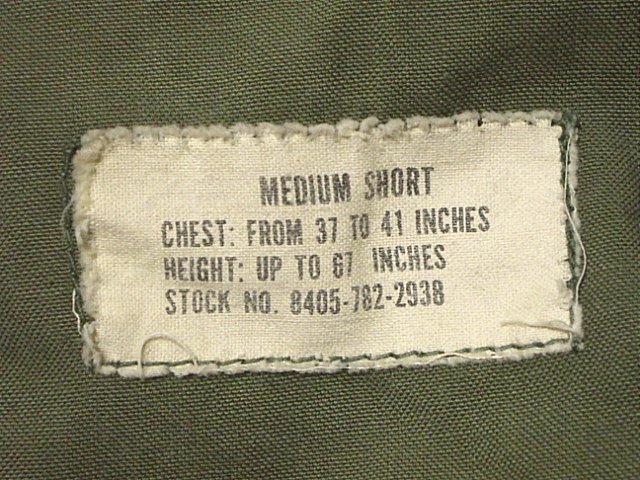 MEDIUM SHORT
CHEST: FROM 37 TO 41 INCHES
HEIGHT: UP TO 67 INCHES
STOCK NO. 8405-782-2938